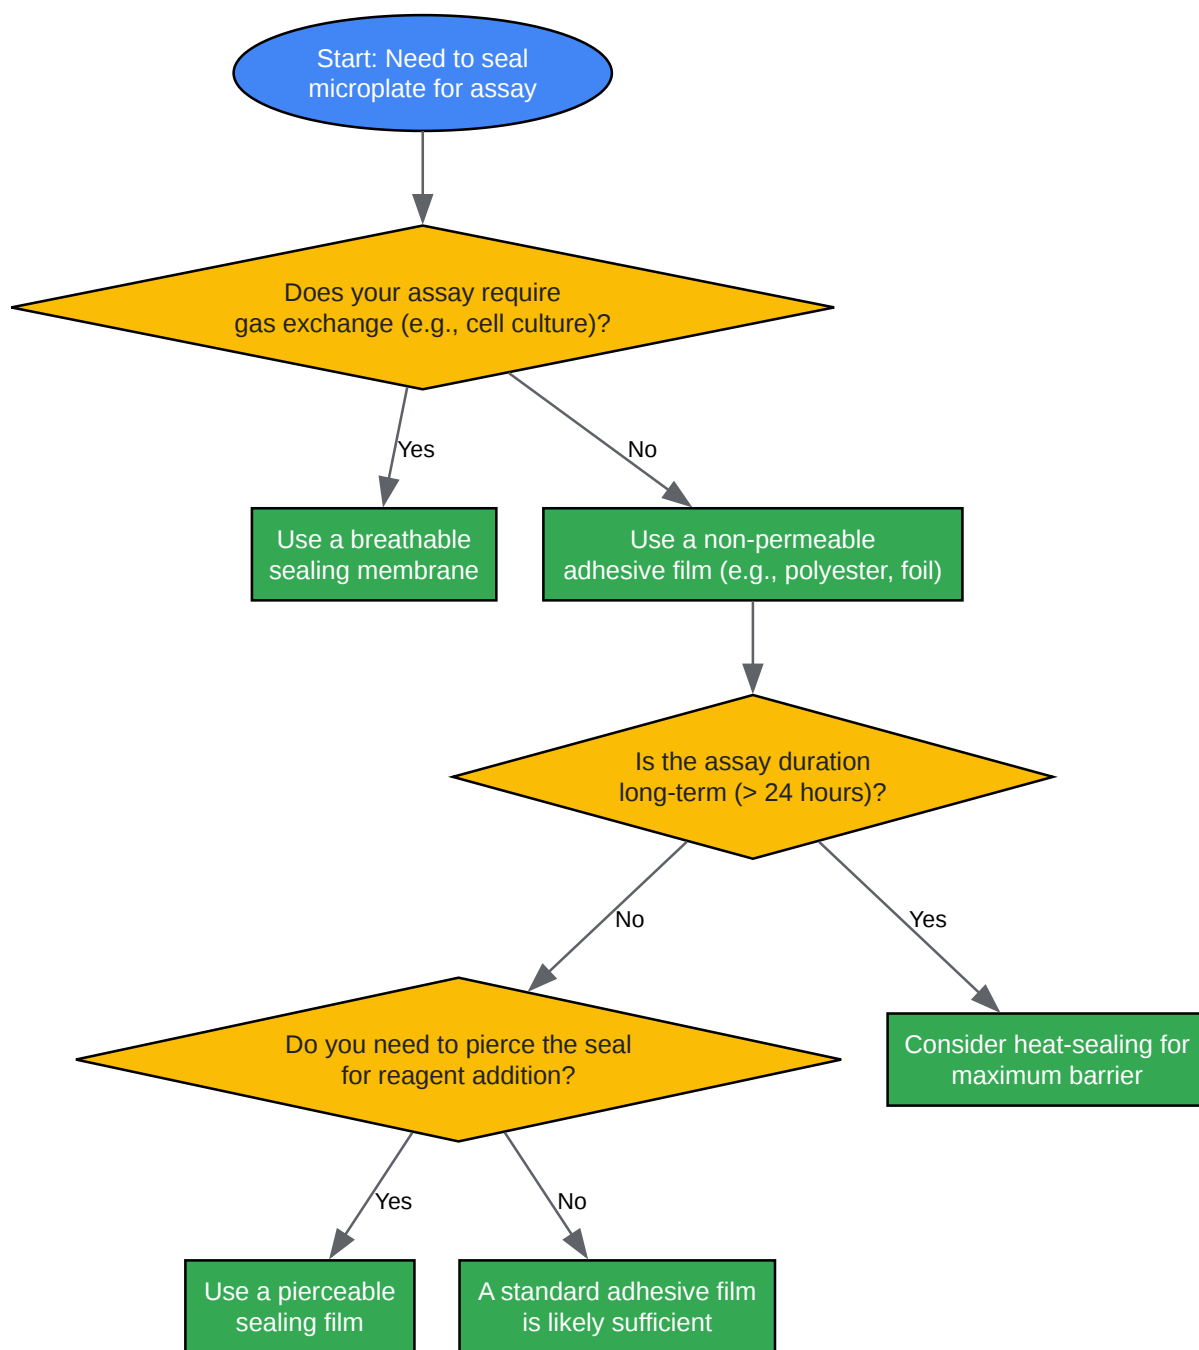 Start: Need to seal
microplate for assay
Does your assay require
gas exchange (e.g., cell culture)?
Yes
No
Use a breathable
sealing membrane
Use a non-permeable
adhesive film (e.g., polyester, foil)
Is the assay duration
long-term (> 24 hours)?
No
Yes
Do you need to pierce the seal
for reagent addition?
Consider heat-sealing for
maximum barrier
Yes
No
Use a pierceable
sealing film
A standard adhesive film
is likely sufficient